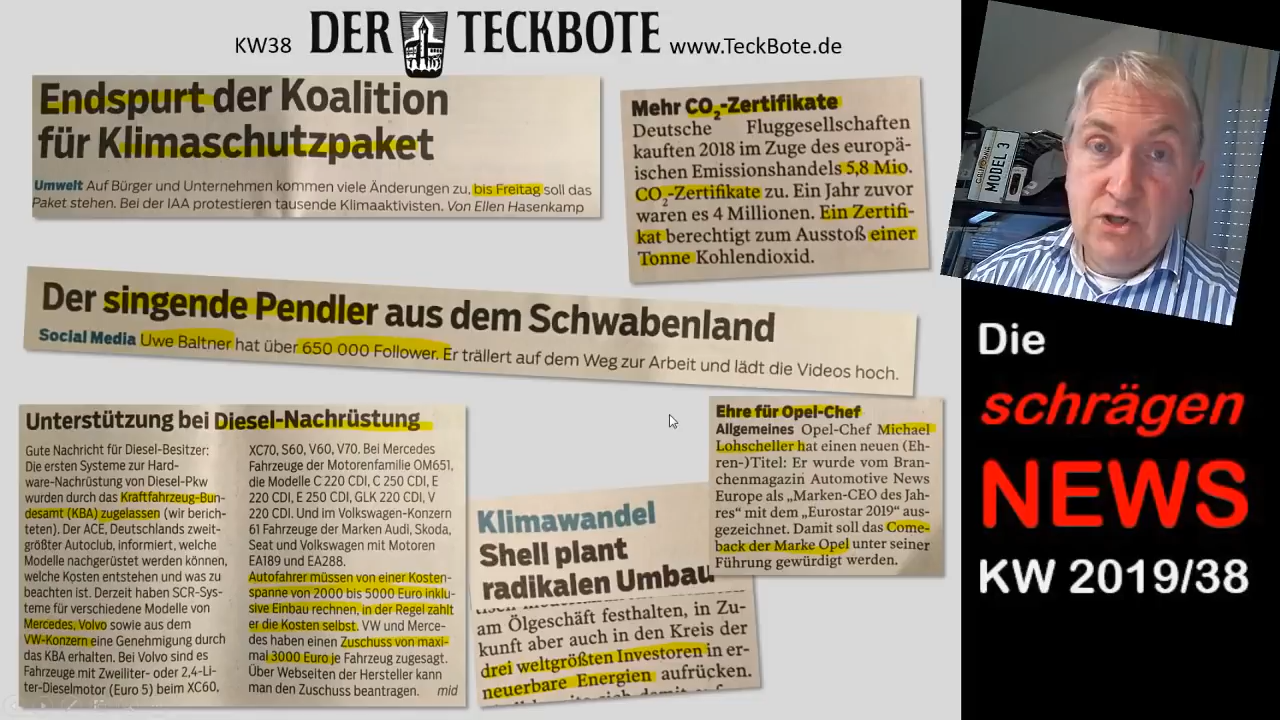 KW38 DER TECKBOTE www.TeckBote.de
Endspurt der Koalition
für Klimaschutzpaket
Umwelt Auf Bürger und Unternehmen kommen viele Änderungen zu, bis Freitag soll das
Paket stehen. Bei der IAA protestieren tausende Klimaaktivisten. Von Ellen Hasenkamp
Mehr CO₂-Zertifikate
Deutsche Fluggesellschaften
kauften 2018 im Zuge des europä-
ischen Emissionshandels 5,8 Mio.
CO₂-Zertifikate zu. Ein Jahr zuvor
waren es 4 Millionen. Ein Zertifi-
kat berechtigt zum Ausstoß einer
Tonne Kohlendioxid.
Der singende Pendler aus dem Schwabenland
Social Media Uwe Baltner hat über 650 000 Follower. Er trällert auf dem Weg zur Arbeit und lädt die Videos hoch.
Unterstützung bei Diesel-Nachrüstung
Gute Nachricht für Diesel-Besitzer:
Die ersten Systeme zur Hard-
ware-Nachrüstung von Diesel-Pkw
wurden durch das Kraftfahrzeug-Bun-
desamt (KBA) zugelassen (wir berich-
teten). Der ACE, Deutschlands zweit-
größter Autoclub, informiert, welche
Modelle nachgerüstet werden können,
welche Kosten entstehen und was zu
beachten ist. Derzeit haben SCR-Sys-
teme für verschiedene Modelle von
Mercedes, Volvo sowie aus dem
VW-Konzern eine Genehmigung durch
das KBA erhalten. Bei Volvo sind es
Fahrzeuge mit Zweiliter- oder 2,4-Li-
ter-Dieselmotor (Euro 5) beim XC60,
XC70, S60, V60, V70. Bei Mercedes
Fahrzeuge der Motorenfamilie OM651,
die Modelle C 220 CDI, C 250 CDI, E
220 CDI, E 250 CDI, GLK 220 CDI, V
220 CDI. Und im Volkswagen-Konzern
61 Fahrzeuge der Marken Audi, Skoda,
Seat und Volkswagen mit Motoren
EA189 und EA288.
Autofahrer müssen von einer Kosten-
spanne von 2000 bis 5000 Euro inklu-
sive Einbau rechnen, in der Regel zahlt
er die Kosten selbst. VW und Merce-
des haben einen Zuschuss von maxi-
mal 3000 Euro je Fahrzeug zugesagt.
Über Webseiten der Hersteller kann
man den Zuschuss beantragen. mid
Klimawandel
Shell plant
radikalen Umbau
am Ölgeschäft festhalten, in Zu-
kunft aber auch in den Kreis der
drei weltgrößten Investoren in er-
neuerbare Energien aufrücken.
Ehre für Opel-Chef
Allgemeines Opel-Chef Michael
Lohscheller hat einen neuen (Eh-
ren-)Titel: Er wurde vom Bran-
chenmagazin Automotive News
Europe als „Marken-CEO des Jah-
res“ mit dem „Eurostar 2019“ aus-
gezeichnet. Damit soll das Come-
back der Marke Opel unter seiner
Führung gewürdigt werden.
MODEL 3
Die
schrägen
NEWS
KW 2019/38